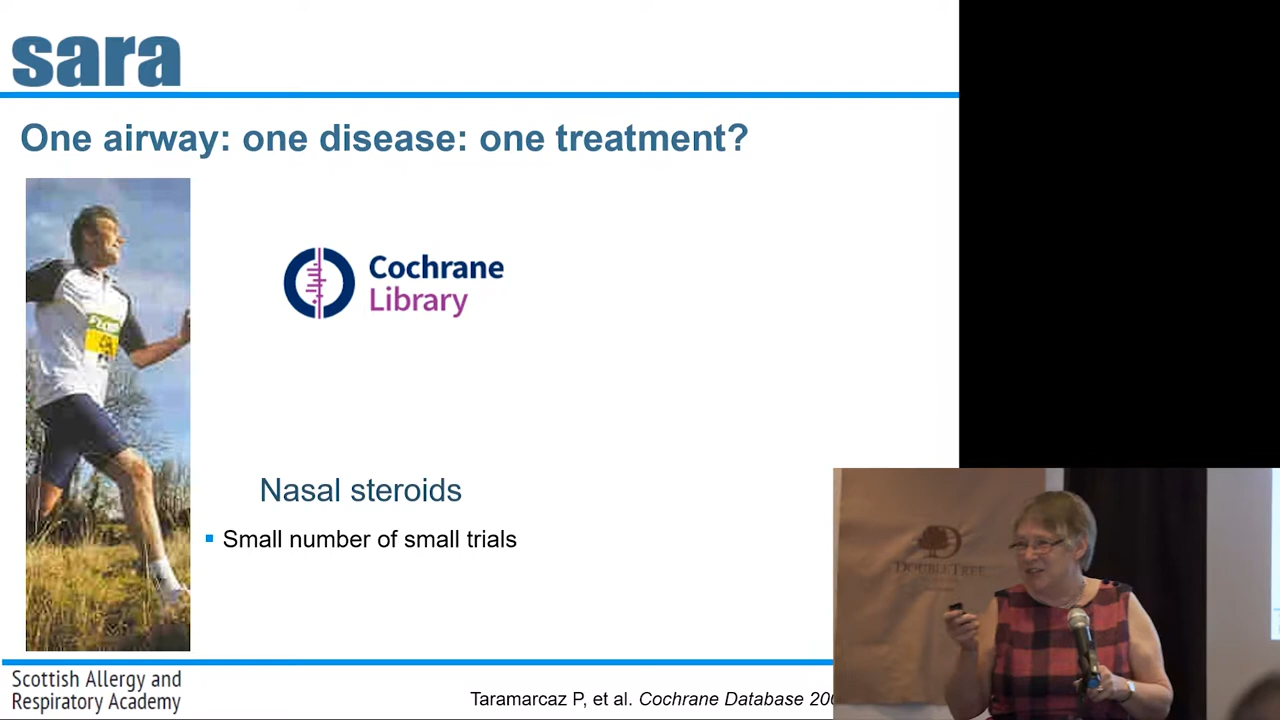 sara
One airway: one disease: one treatment?
Cochrane
Library
Nasal steroids
Small number of small trials
Scottish Allergy and
Respiratory Academy
Taramarcaz P, et al. Cochrane Database
DOUBLETREE